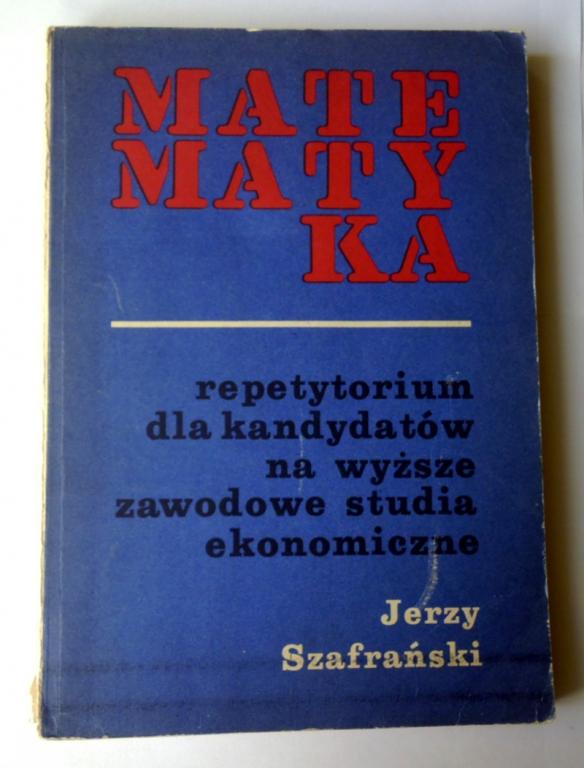 MATE
MATY
KA
repetytorium
dla kandydatów
na wyższe
zawodowe studia
ekonomiczne
Jerzy
Szafrański